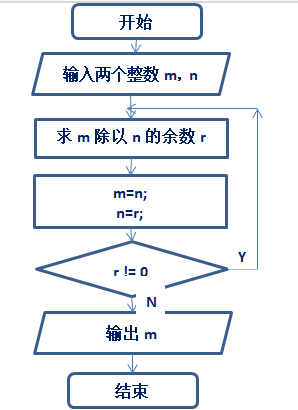 开始
输入两个整数 m，n
求 m 除以 n 的余数 r
m=n;
n=r;
r != 0
Y
N
输出 m
结束